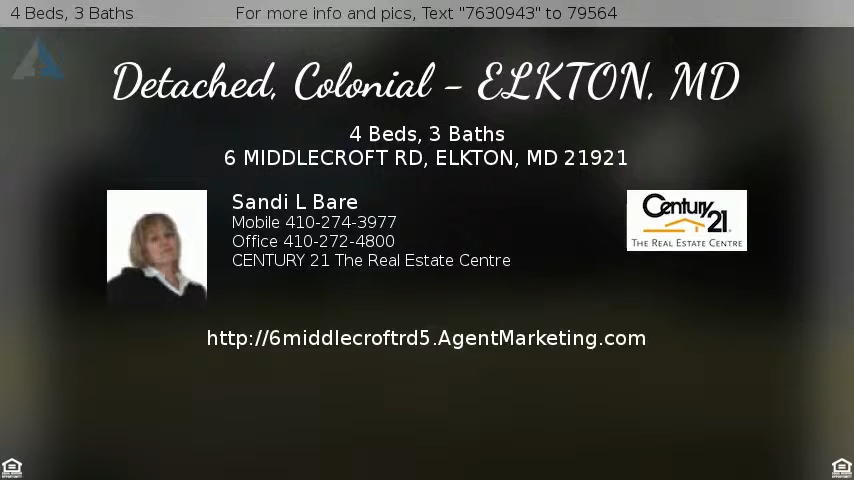 4 Beds, 3 Baths
For more info and pics, Text "7630943" to 79564
Detached, Colonial - ELKTON, MD
4 Beds, 3 Baths
6 MIDDLECROFT RD, ELKTON, MD 21921
Sandi L Bare
Mobile 410-274-3977
Office 410-272-4800
CENTURY 21 The Real Estate Centre
Century 21
THE REAL ESTATE CENTRE
http://6middlecroftrd5.AgentMarketing.com